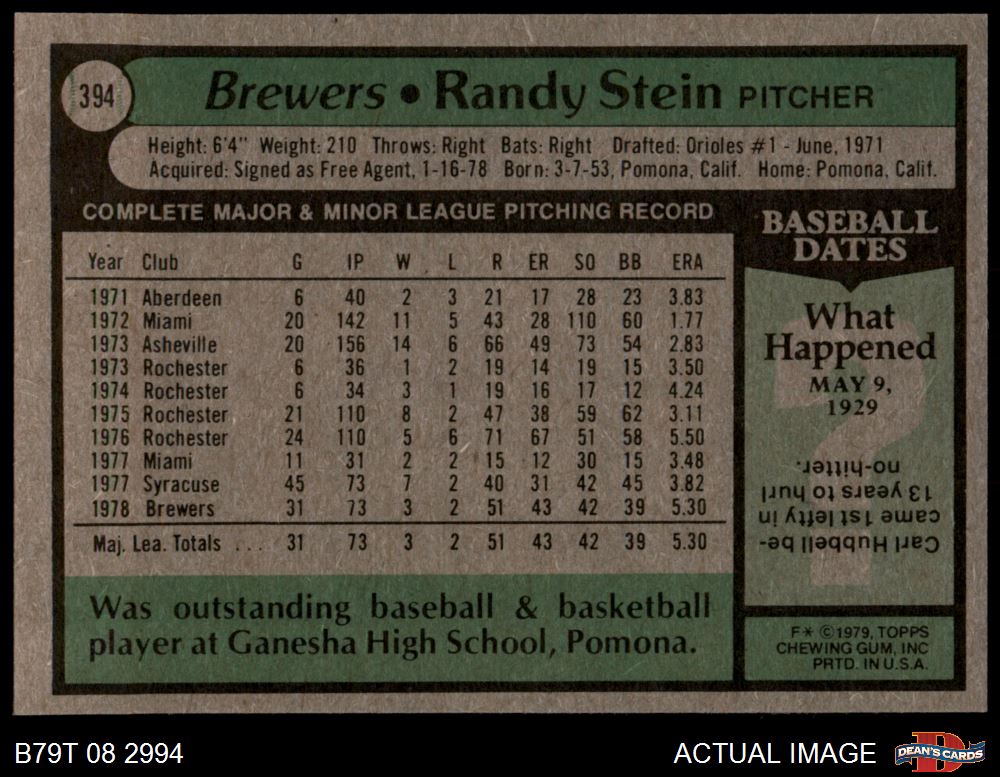 394
Brewers • Randy Stein PITCHER
Height: 6'4" Weight: 210 Throws: Right Bats: Right Drafted: Orioles #1 - June, 1971
Acquired: Signed as Free Agent, 1-16-78 Born: 3-7-53, Pomona, Calif. Home: Pomona, Calif.
COMPLETE MAJOR & MINOR LEAGUE PITCHING RECORD
Year Club G IP W L R ER SO BB ERA
1971 Aberdeen 6 40 2 3 21 17 28 23 3.83
1972 Miami 20 142 11 5 43 28 110 60 1.77
1973 Asheville 20 156 14 6 66 49 73 54 2.83
1973 Rochester 6 36 1 2 19 14 19 15 3.50
1974 Rochester 6 34 3 1 19 16 17 12 4.24
1975 Rochester 21 110 8 2 47 38 59 62 3.11
1976 Rochester 24 110 5 6 71 67 51 58 5.50
1977 Miami 11 31 2 2 15 12 30 15 3.48
1977 Syracuse 45 73 7 2 40 31 42 45 3.82
1978 Brewers 31 73 3 2 51 43 42 39 5.30
Maj. Lea. Totals ... 31 73 3 2 51 43 42 39 5.30
Was outstanding baseball & basketball
player at Ganesha High School, Pomona.
BASEBALL
DATES
What
Happened
MAY 9,
1929
?
Carl Hubbell be-
came 1st lefty in
13 years to hurl
no-hitter.
F* ©1979, TOPPS
CHEWING GUM, INC
PRTD. IN U.S.A.
B79T 08 2994
ACTUAL IMAGE
D
DEAN'S CARDS